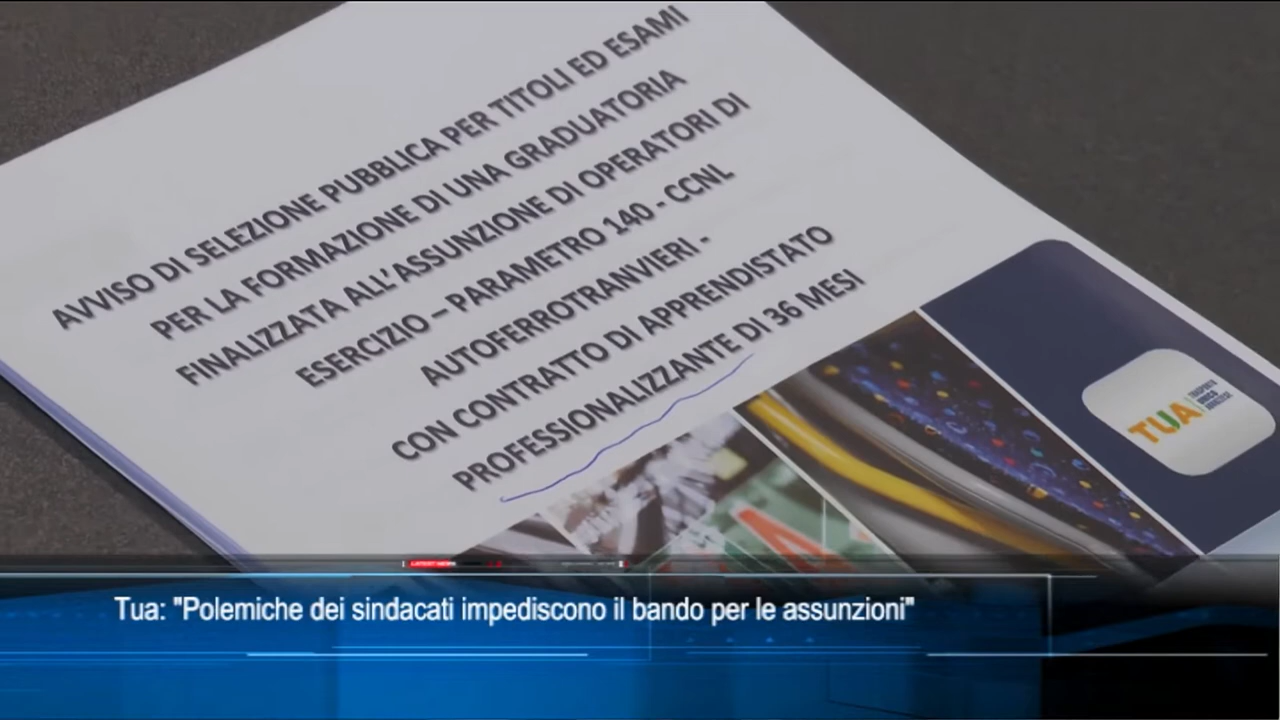 AVVISO DI SELEZIONE PUBBLICA PER TITOLI ED ESAMI
PER LA FORMAZIONE DI UNA GRADUATORIA
FINALIZZATA ALL'ASSUNZIONE DI OPERATORI DI
ESERCIZIO – PARAMETRO 140 - CCNL
AUTOFERROTRANVIERI -
CON CONTRATTO DI APPRENDISTATO
PROFESSIONALIZZANTE DI 36 MESI
TUA
LATEST NEWS
Tua: "Polemiche dei sindacati impediscono il bando per le assunzioni"